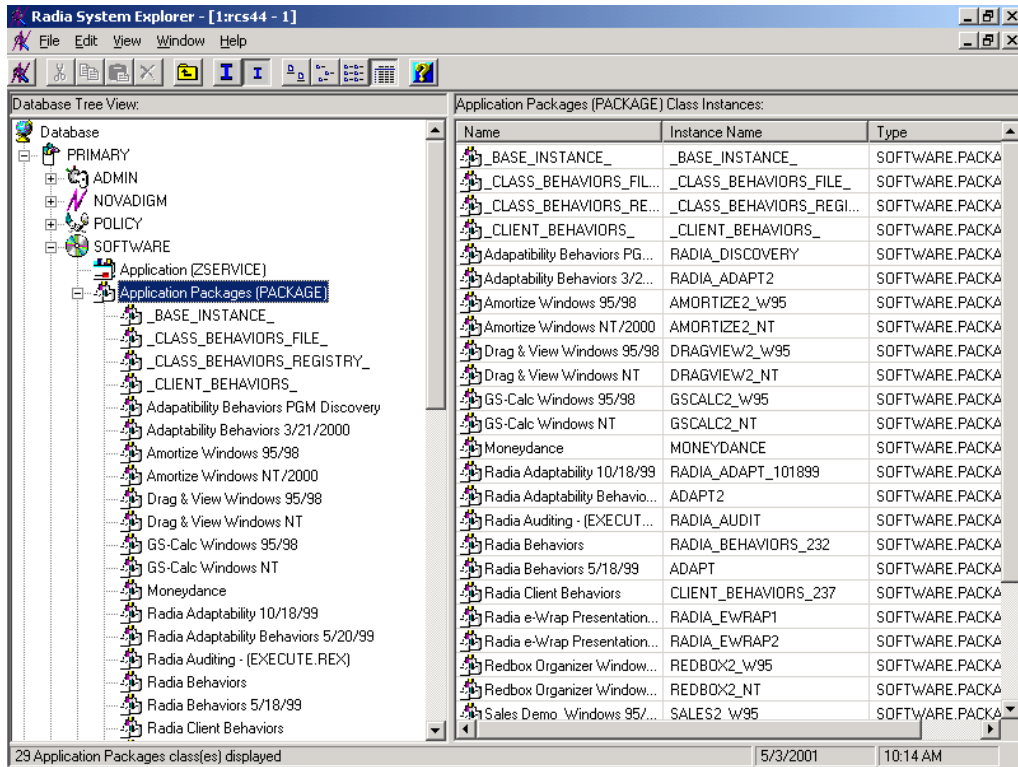 Radia System Explorer - [1:rcs44 - 1]
File Edit View Window Help
Database Tree View:
Database
PRIMARY
ADMIN
NOVADIGM
POLICY
SOFTWARE
Application (ZSERVICE)
Application Packages (PACKAGE)
_BASE_INSTANCE_
_CLASS_BEHAVIORS_FILE_
_CLASS_BEHAVIORS_REGISTRY_
_CLIENT_BEHAVIORS_
Adapatibility Behaviors PGM Discovery
Adaptability Behaviors 3/21/2000
Amortize Windows 95/98
Amortize Windows NT/2000
Drag & View Windows 95/98
Drag & View Windows NT
GS-Calc Windows 95/98
GS-Calc Windows NT
Moneydance
Radia Adaptability 10/18/99
Radia Adaptability Behaviors 5/20/99
Radia Auditing - (EXECUTE.REX)
Radia Behaviors
Radia Behaviors 5/18/99
Radia Client Behaviors
Application Packages (PACKAGE) Class Instances:
Name Instance Name Type
_BASE_INSTANCE_ _BASE_INSTANCE_ SOFTWARE.PACKA
_CLASS_BEHAVIORS_FIL... _CLASS_BEHAVIORS_FILE_ SOFTWARE.PACKA
_CLASS_BEHAVIORS_RE... _CLASS_BEHAVIORS_REGI... SOFTWARE.PACKA
_CLIENT_BEHAVIORS_ _CLIENT_BEHAVIORS_ SOFTWARE.PACKA
Adapatibility Behaviors PG... RADIA_DISCOVERY SOFTWARE.PACKA
Adaptability Behaviors 3/2... RADIA_ADAPT2 SOFTWARE.PACKA
Amortize Windows 95/98 AMORTIZE2_W95 SOFTWARE.PACKA
Amortize Windows NT/2000 AMORTIZE2_NT SOFTWARE.PACKA
Drag & View Windows 95/98 DRAGVIEW2_W95 SOFTWARE.PACKA
Drag & View Windows NT DRAGVIEW2_NT SOFTWARE.PACKA
GS-Calc Windows 95/98 GSCALC2_W95 SOFTWARE.PACKA
GS-Calc Windows NT GSCALC2_NT SOFTWARE.PACKA
Moneydance MONEYDANCE SOFTWARE.PACKA
Radia Adaptability 10/18/99 RADIA_ADAPT_101899 SOFTWARE.PACKA
Radia Adaptability Behavio... ADAPT2 SOFTWARE.PACKA
Radia Auditing - (EXECUT... RADIA_AUDIT SOFTWARE.PACKA
Radia Behaviors RADIA_BEHAVIORS_232 SOFTWARE.PACKA
Radia Behaviors 5/18/99 ADAPT SOFTWARE.PACKA
Radia Client Behaviors CLIENT_BEHAVIORS_237 SOFTWARE.PACKA
Radia e-Wrap Presentation... RADIA_EWRAP1 SOFTWARE.PACKA
Radia e-Wrap Presentation... RADIA_EWRAP2 SOFTWARE.PACKA
Redbox Organizer Window... REDBOX2_W95 SOFTWARE.PACKA
Redbox Organizer Window... REDBOX2_NT SOFTWARE.PACKA
Sales Demo Windows 95/... SALES2_W95 SOFTWARE.PACKA
29 Application Packages class(es) displayed 5/3/2001 10:14 AM